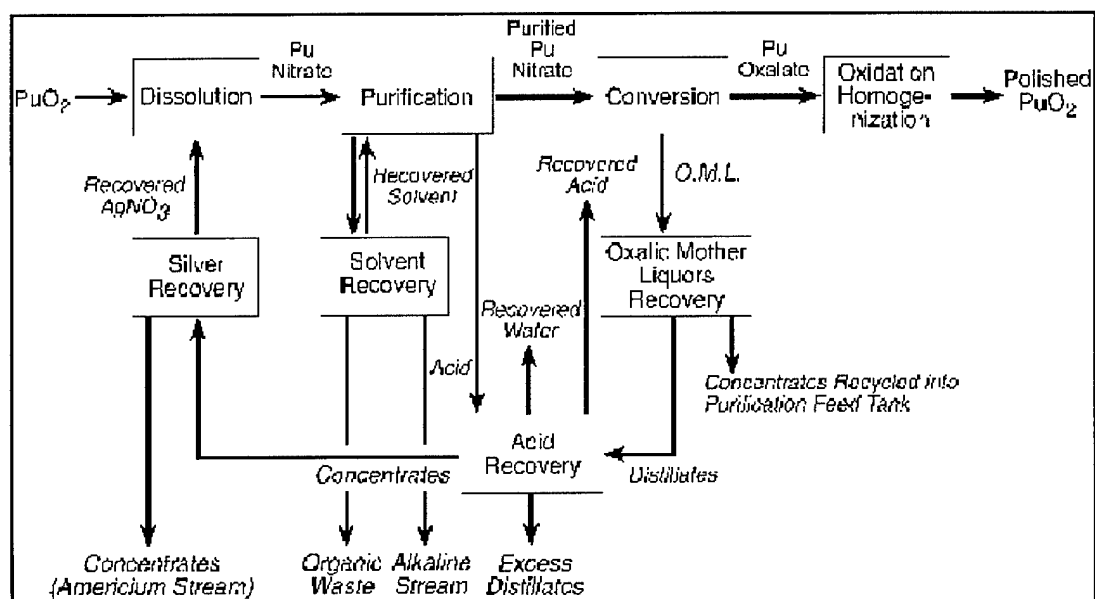 Purified
Pu
Nitrate
Pu
Nitrate
Pu
Oxalate
PuO2
Dissolution
Purification
Conversion
Oxidation
Homoge-
nization
Polished
PuO2
Recovered
AgNO3
Recovered
Solvent
Recovered
Acid
O.M.L.
Silver
Recovery
Solvent
Recovery
Oxalic Mother
Liquors
Recovery
Recovered
Water
Acid
Concentrates Recycled into
Purification Feed Tank
Acid
Recovery
Concentrates
Distillates
Concentrates
(Americium Stream)
Organic
Waste
Alkaline
Stream
Excess
Distillates